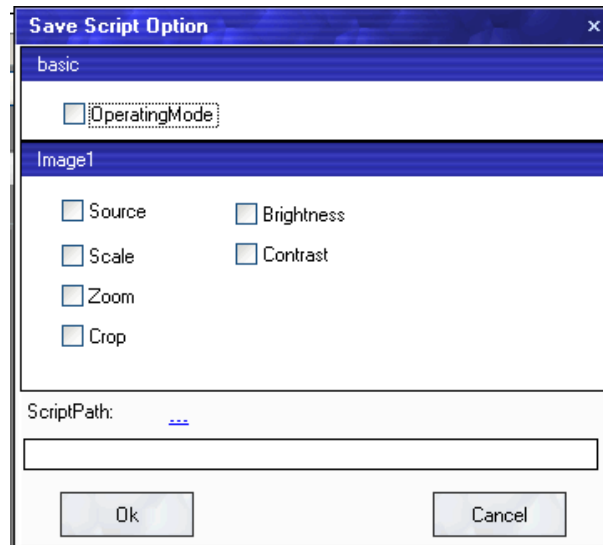 Save Script Option ×
basic
OperatingMode
Image1
Source Brightness
Scale Contrast
Zoom
Crop
ScriptPath: ...
Ok Cancel